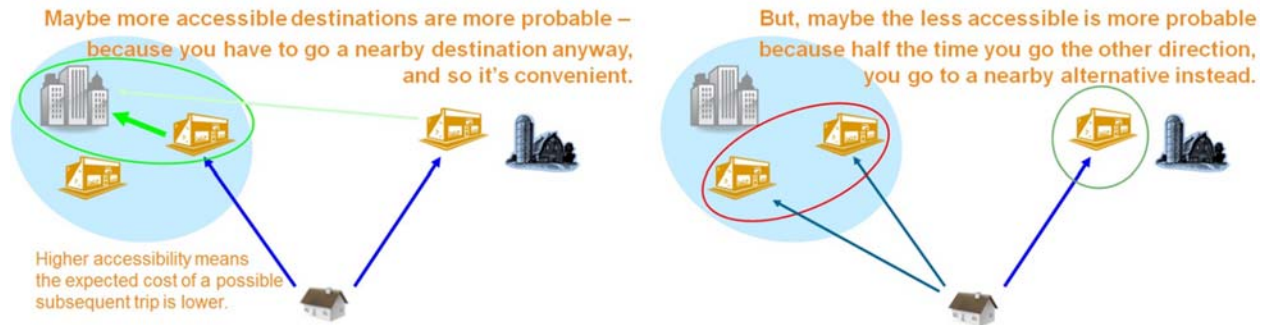 Maybe more accessible destinations are more probable –
because you have to go a nearby destination anyway,
and so it's convenient.
Higher accessibility means
the expected cost of a possible
subsequent trip is lower.
But, maybe the less accessible is more probable
because half the time you go the other direction,
you go to a nearby alternative instead.